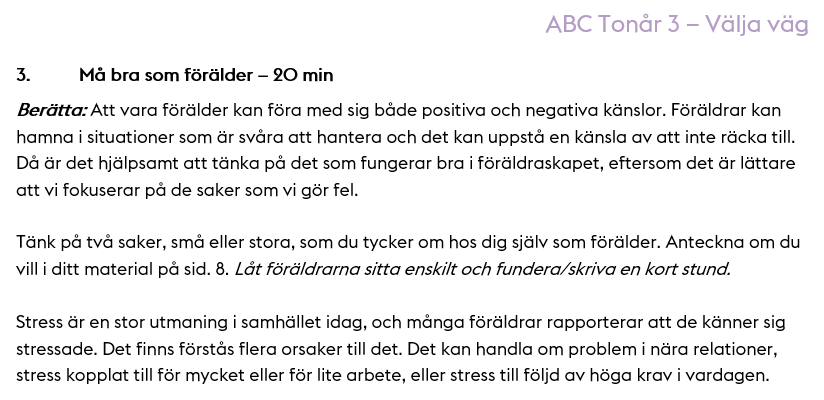 ABC Tonår 3 – Välja väg
3. Må bra som förälder – 20 min
Berätta: Att vara förälder kan föra med sig både positiva och negativa känslor. Föräldrar kan
hamna i situationer som är svåra att hantera och det kan uppstå en känsla av att inte räcka till.
Då är det hjälpsamt att tänka på det som fungerar bra i föräldraskapet, eftersom det är lättare
att vi fokuserar på de saker som vi gör fel.
Tänk på två saker, små eller stora, som du tycker om hos dig själv som förälder. Anteckna om du
vill i ditt material på sid. 8. Låt föräldrarna sitta enskilt och fundera/skriva en kort stund.
Stress är en stor utmaning i samhället idag, och många föräldrar rapporterar att de känner sig
stressade. Det finns förstås flera orsaker till det. Det kan handla om problem i nära relationer,
stress kopplat till för mycket eller för lite arbete, eller stress till följd av höga krav i vardagen.